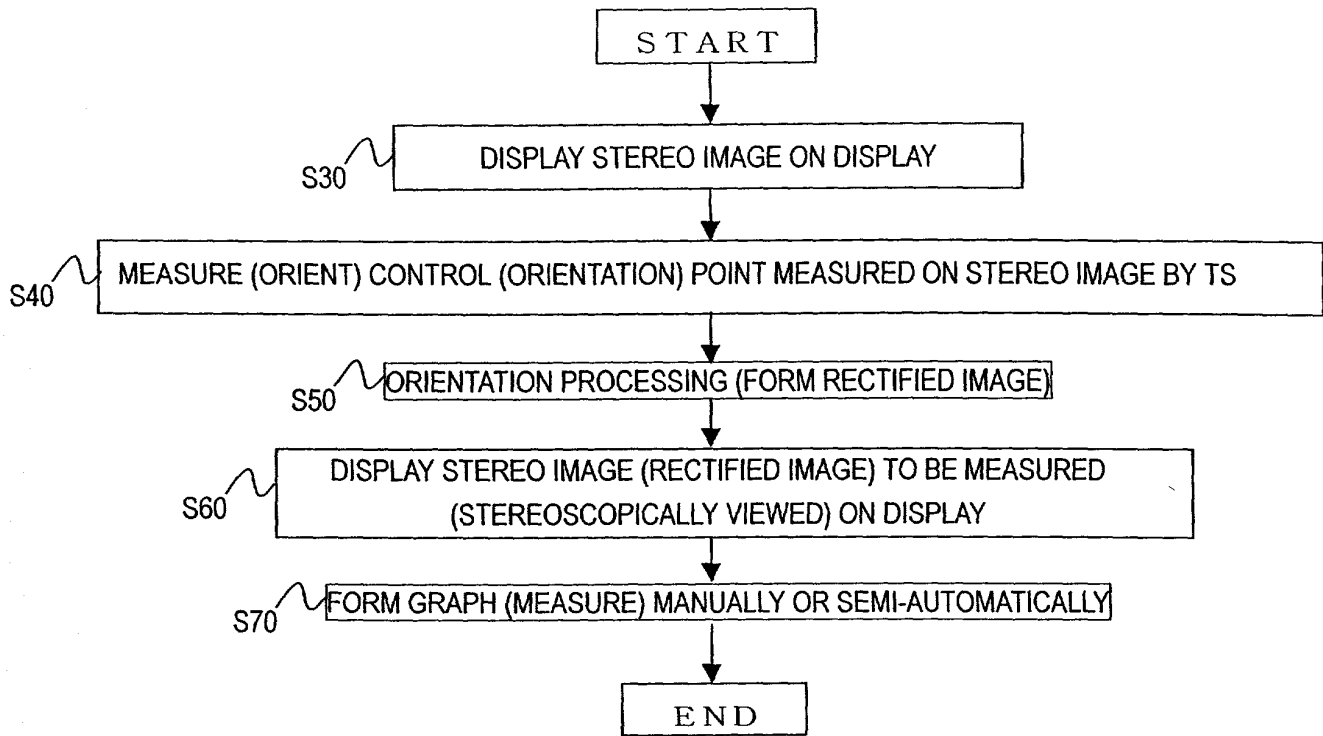 START
S30
DISPLAY STEREO IMAGE ON DISPLAY
S40
MEASURE (ORIENT) CONTROL (ORIENTATION) POINT MEASURED ON STEREO IMAGE BY TS
S50
ORIENTATION PROCESSING (FORM RECTIFIED IMAGE)
S60
DISPLAY STEREO IMAGE (RECTIFIED IMAGE) TO BE MEASURED
(STEREOSCOPICALLY VIEWED) ON DISPLAY
S70
FORM GRAPH (MEASURE) MANUALLY OR SEMI-AUTOMATICALLY
END